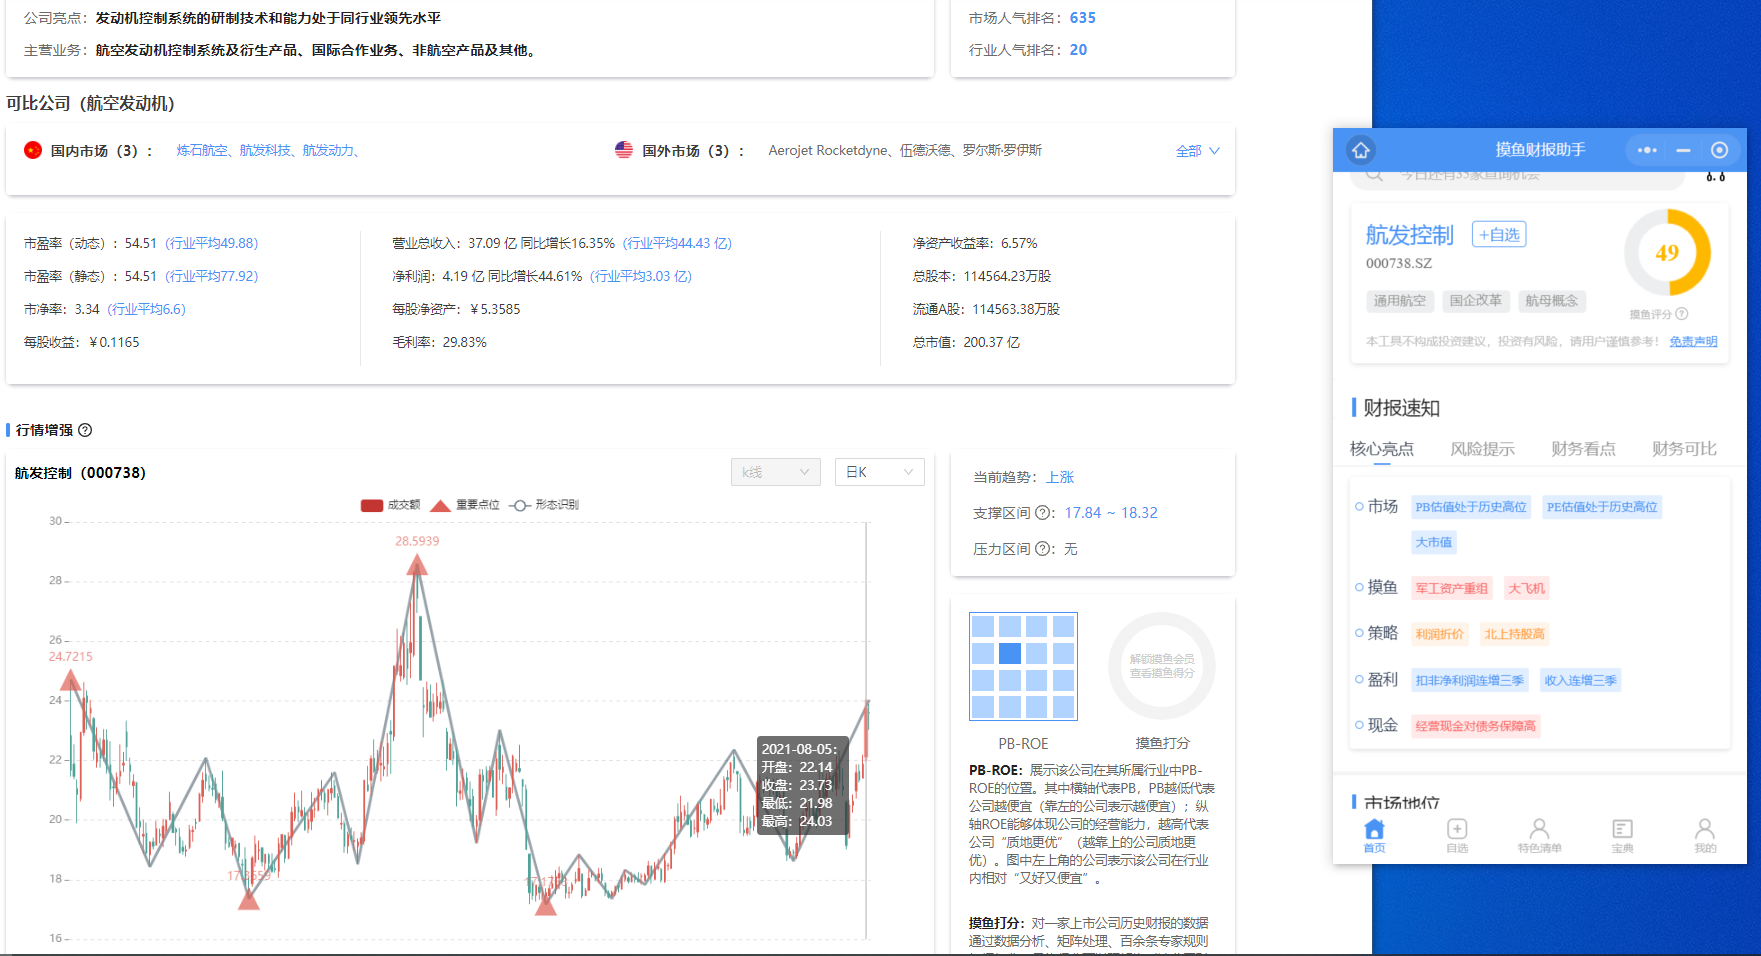 公司亮点：发动机控制系统的研制技术和能力处于同行业领先水平
主营业务：航空发动机控制系统及衍生产品、国际合作业务、非航空产品及其他。
市场人气排名：635
行业人气排名：20
可比公司（航空发动机）
国内市场（3）： 炼石航空、航发科技、航发动力、
国外市场（3）： Aerojet Rocketdyne、伍德沃德、罗尔斯·罗伊斯
全部
市盈率（动态）：54.51（行业平均49.88）
市盈率（静态）：54.51（行业平均77.92）
市净率：3.34（行业平均6.6）
每股收益：￥0.1165
营业总收入：37.09 亿 同比增长16.35%（行业平均44.43 亿）
净利润：4.19 亿 同比增长44.61%（行业平均3.03 亿）
每股净资产：￥5.3585
毛利率：29.83%
净资产收益率：6.57%
总股本：114564.23万股
流通A股：114563.38万股
总市值：200.37 亿
行情增强
航发控制（000738）
k线
日K
成交额 重要点位 形态识别
30
28
26
24
22
20
18
16
28.5939
24.7215
2021-08-05：
开盘：22.14
收盘：23.73
最低：21.98
最高：24.03
当前趋势：上涨
支撑区间：17.84 ~ 18.32
压力区间：无
解锁摸鱼会员
查看摸鱼得分
PB-ROE
摸鱼打分
PB-ROE：展示该公司在其所属行业中PB-
ROE的位置。其中横轴代表PB，PB越低代表
公司越便宜（靠左的公司表示越便宜）；纵
轴ROE能够体现公司的经营能力，越高代表
公司“质地更优”（越靠上的公司质地更
优）。图中左上角的公司表示该公司在行业
内相对“又好又便宜”。
摸鱼打分：对一家上市公司历史财报的数据
通过数据分析、矩阵处理、百余条专家规则
摸鱼财报助手
今日还有35家查询机会
航发控制
+自选
000738.SZ
通用航空 国企改革 航母概念
49
摸鱼评分
本工具不构成投资建议，投资有风险，请用户谨慎参考！ 免责声明
财报速知
核心亮点 风险提示 财务看点 财务可比
市场 PB估值处于历史高位 PE估值处于历史高位
大市值
摸鱼 军工资产重组 大飞机
策略 利润折价 北上持股高
盈利 扣非净利润连增三季 收入连增三季
现金 经营现金对债务保障高
市场地位
首页 自选 特色清单 宝典 我的